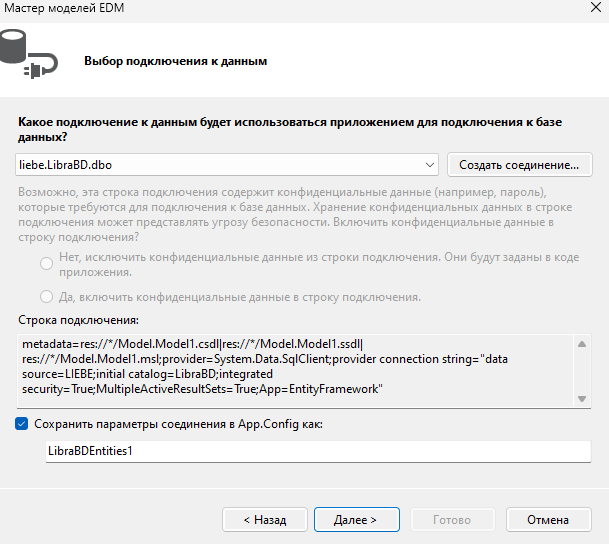 Мастер моделей EDM
Выбор подключения к данным
Какое подключение к данным будет использоваться приложением для подключения к базе
данных?
liebe.LibraBD.dbo
Создать соединение...
Возможно, эта строка подключения содержит конфиденциальные данные (например, пароль),
которые требуются для подключения к базе данных. Хранение конфиденциальных данных в строке
подключения может представлять угрозу безопасности. Включить конфиденциальные данные в
строку подключения?
Нет, исключить конфиденциальные данные из строки подключения. Они будут заданы в коде
приложения.
Да, включить конфиденциальные данные в строку подключения.
Строка подключения:
metadata=res://*/Model.Model1.csdl|res://*/Model.Model1.ssdl|
res://*/Model.Model1.msl;provider=System.Data.SqlClient;provider connection string="data
source=LIEBE;initial catalog=LibraBD;integrated
security=True;MultipleActiveResultSets=True;App=EntityFramework"
Сохранить параметры соединения в App.Config как:
LibraBDEntities1
< Назад
Далее >
Готово
Отмена